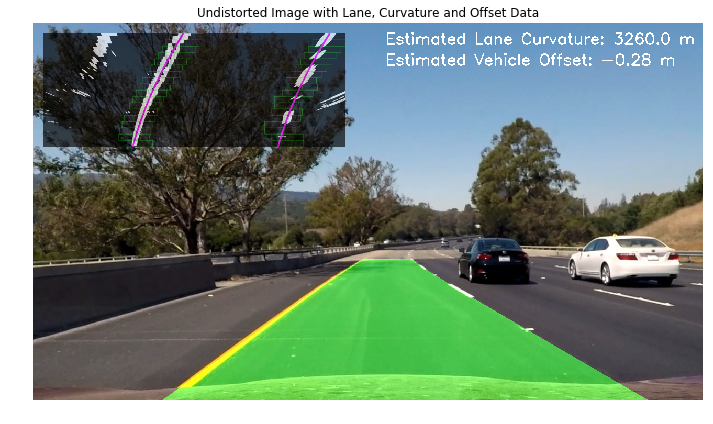 Undistorted Image with Lane, Curvature and Offset Data
Estimated Lane Curvature: 3260.0 m
Estimated Vehicle Offset: −0.28 m